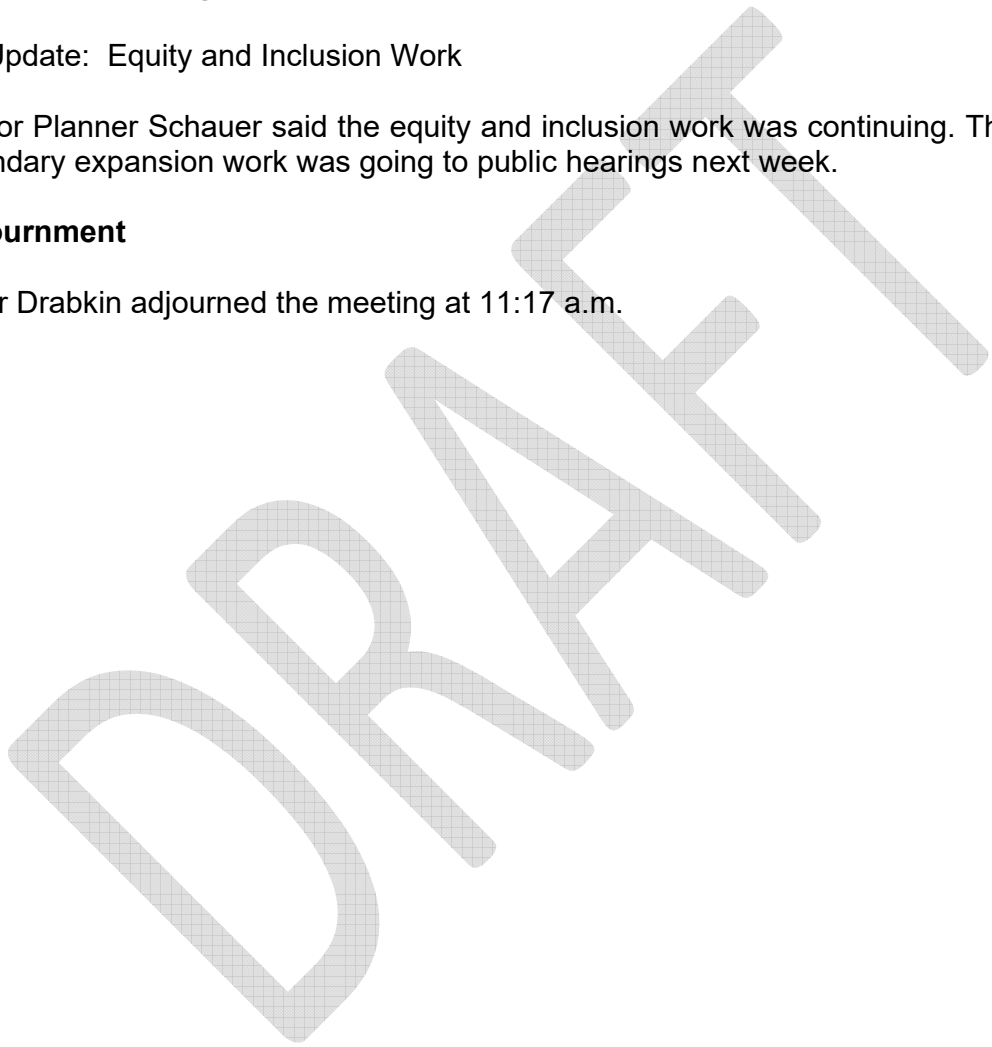 Update: Equity and Inclusion Work
or Planner Schauer said the equity and inclusion work was continuing. Th
ndary expansion work was going to public hearings next week.
ournment
r Drabkin adjourned the meeting at 11:17 a.m.
DRAFT